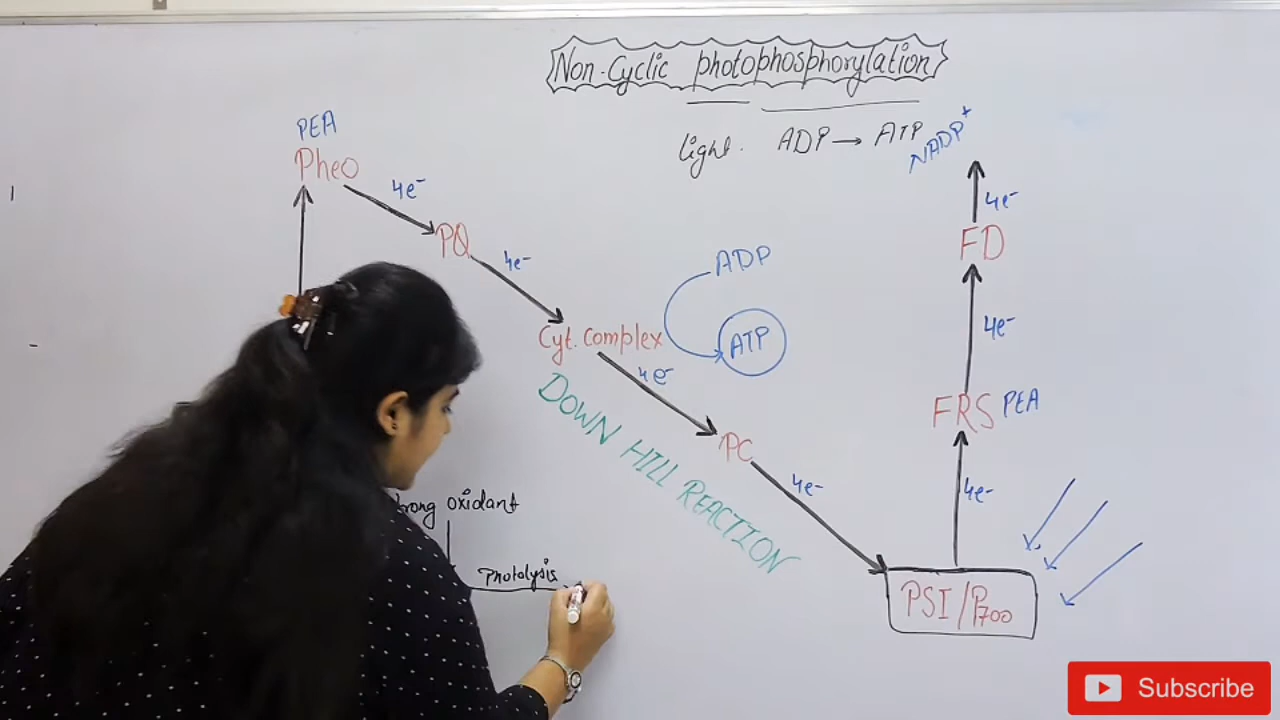 Non-Cyclic photophosphorylation
light. ADP → ATP
NADP+
PEA
Pheo
4e-
4e-
PQ
FD
4e-
ADP
4e-
Cyt. Complex
ATP
4e-
DOWN HILL REACTION
FRS PEA
PC
4e-
4e-
oxidant
Photolysis
PSI/P700
Subscribe